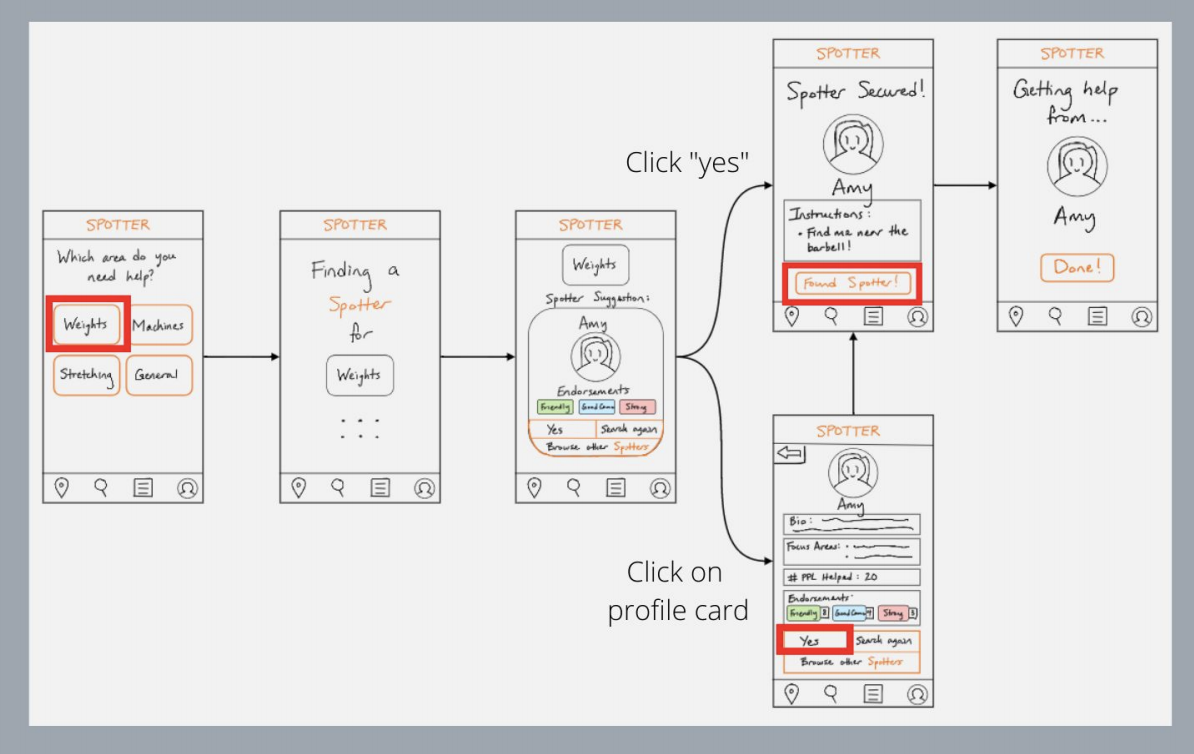 SPOTTER
Which area do you
need help?
Weights
Machines
Stretching
General
SPOTTER
Finding a
Spotter
for
Weights
SPOTTER
Weights
Spotter Suggestion:
Amy
Endorsements
Friendly
Good Comm
Strong
Yes
Search again
Browse other Spotters
Click "yes"
Click on
profile card
SPOTTER
Spotter Secured!
Amy
Instructions:
• Find me near the
barbell!
Found Spotter!
SPOTTER
Amy
Bio:
Focus Areas:
# PPL Helped: 20
Endorsements:
Friendly 8
Good Comm
Strong
Yes
Search again
Browse other Spotters
SPOTTER
Getting help
from...
Amy
Done!